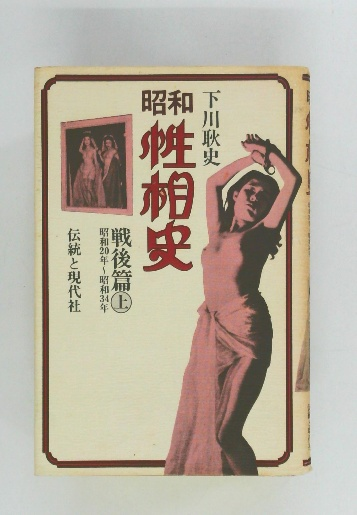 下川耿史
昭和
性相史
戦後篇㊤
昭和20年～昭和34年
伝統と現代社